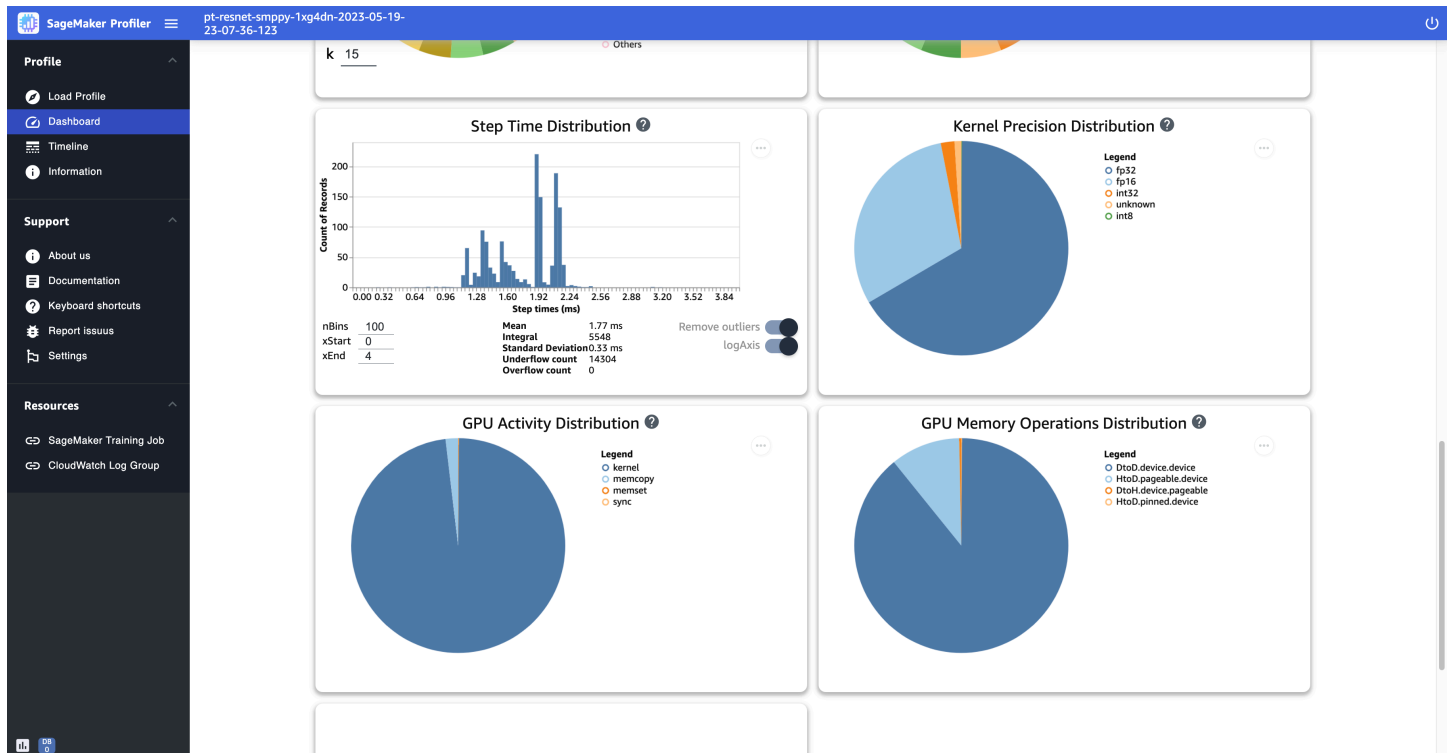 SageMaker Profiler
pt-resnet-smppy-1xg4dn-2023-05-19-
23-07-36-123
Profile
Load Profile
Dashboard
Timeline
Information
Support
About us
Documentation
Keyboard shortcuts
Report issuus
Settings
Resources
SageMaker Training Job
CloudWatch Log Group
DB
0
k 15
Others
Step Time Distribution ?
Count of Records
200
150
100
50
0
0.00 0.32 0.64 0.96 1.28 1.60 1.92 2.24 2.56 2.88 3.20 3.52 3.84
Step times (ms)
nBins 100
xStart 0
xEnd 4
Mean 1.77 ms
Integral 5548
Standard Deviation 0.33 ms
Underflow count 14304
Overflow count 0
Remove outliers
logAxis
Kernel Precision Distribution ?
Legend
fp32
fp16
int32
unknown
int8
GPU Activity Distribution ?
Legend
kernel
memcopy
memset
sync
GPU Memory Operations Distribution ?
Legend
DtoD.device.device
HtoD.pageable.device
DtoH.device.pageable
HtoD.pinned.device